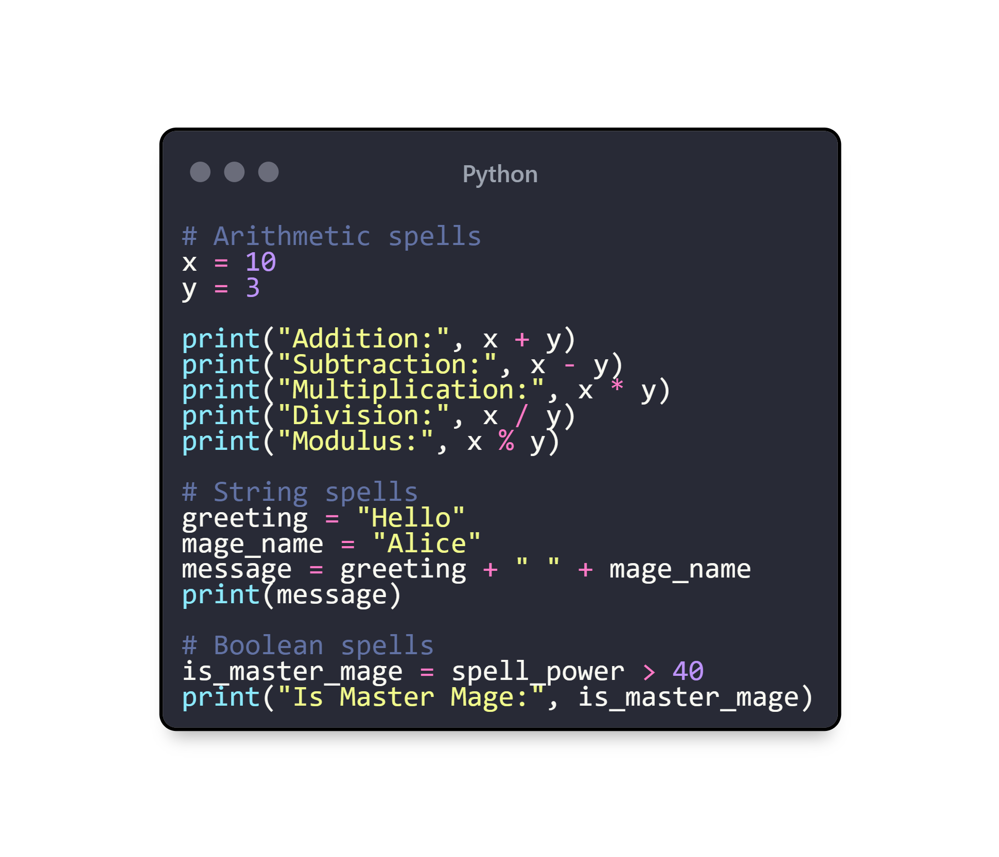 Python
# Arithmetic spells
x = 10
y = 3
print("Addition:", x + y)
print("Subtraction:", x - y)
print("Multiplication:", x * y)
print("Division:", x / y)
print("Modulus:", x % y)
# String spells
greeting = "Hello"
mage_name = "Alice"
message = greeting + " " + mage_name
print(message)
# Boolean spells
is_master_mage = spell_power > 40
print("Is Master Mage:", is_master_mage)